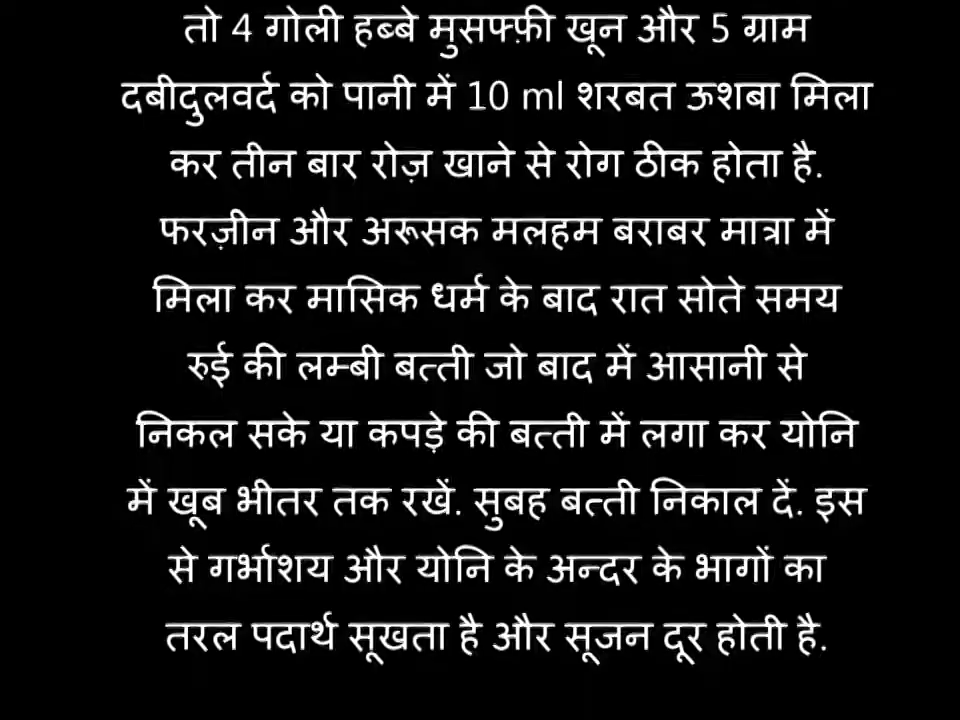 तो 4 गोली हब्बे मुसफ्फ़ी खून और 5 ग्राम
दबीदुलवर्द को पानी में 10 ml शरबत ऊशबा मिला
कर तीन बार रोज़ खाने से रोग ठीक होता है.
फरज़ीन और अरूसक मलहम बराबर मात्रा में
मिला कर मासिक धर्म के बाद रात सोते समय
रुई की लम्बी बत्ती जो बाद में आसानी से
निकल सके या कपड़े की बत्ती में लगा कर योनि
में खूब भीतर तक रखें. सुबह बत्ती निकाल दें. इस
से गर्भाशय और योनि के अन्दर के भागों का
तरल पदार्थ सूखता है और सूजन दूर होती है.